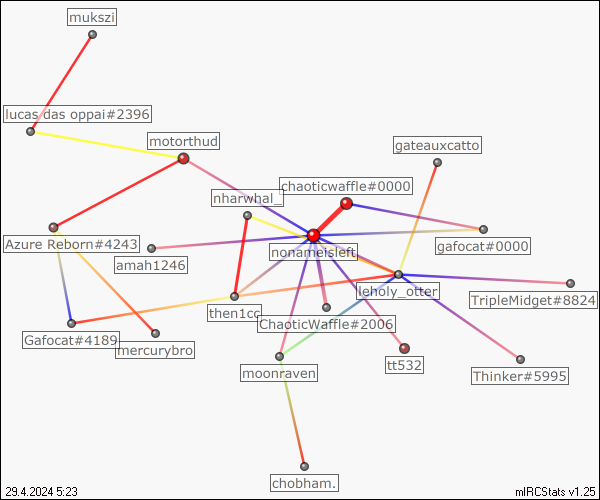 mukszi
lucas das oppai#2396
motorthud
gateauxcatto
chaoticwaffle#0000
nharwhal_
Azure Reborn#4243
nonameisleft
gafocat#0000
amah1246
leholy_otter
TripleMidget#8824
then1cc
ChaoticWaffle#2006
Gafocat#4189
mercurybro
tt532
moonraven
Thinker#5995
chobham.
29.4.2024 5:23
mIRCStats v1.25